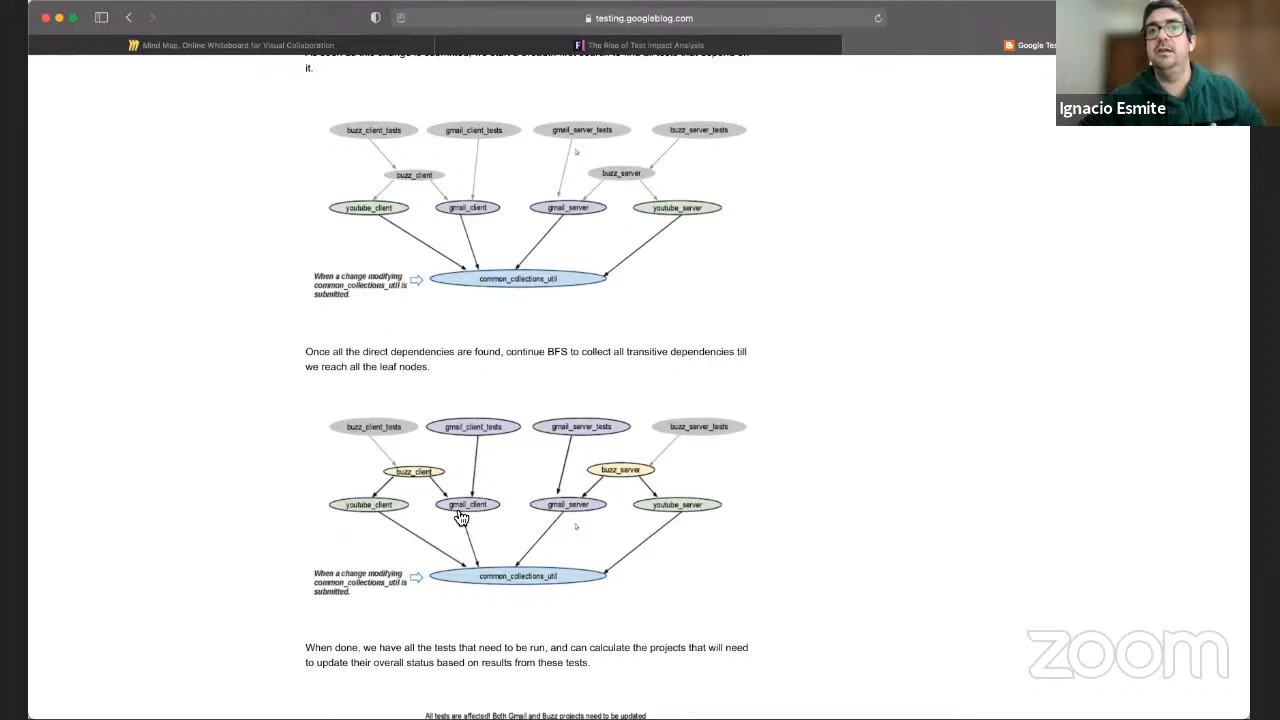 testing.googleblog.com
Mind Map, Online Whiteboard for Visual Collaboration
The Rise of Test Impact Analysis
Google Tes
Ignacio Esmite
it.
buzz_client_tests
gmail_client_tests
gmail_server_tests
buzz_server_tests
buzz_client
buzz_server
youtube_client
gmail_client
gmail_server
youtube_server
When a change modifying
common_collections_util is
submitted.
common_collections_util
Once all the direct dependencies are found, continue BFS to collect all transitive dependencies till
we reach all the leaf nodes.
buzz_client_tests
gmail_client_tests
gmail_server_tests
buzz_server_tests
buzz_client
buzz_server
youtube_client
gmail_client
gmail_server
youtube_server
When a change modifying
common_collections_util is
submitted.
common_collections_util
When done, we have all the tests that need to be run, and can calculate the projects that will need
to update their overall status based on results from these tests.
zoom
All tests are affected! Both Gmail and Buzz projects need to be updated